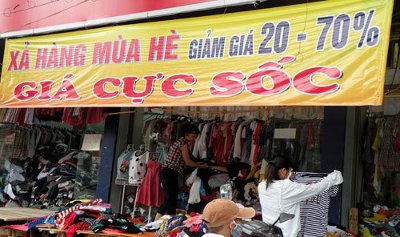 XẢ HÀNG MÙA HÈ GIẢM GIÁ 20 - 70%
GIÁ CỰC SỐC